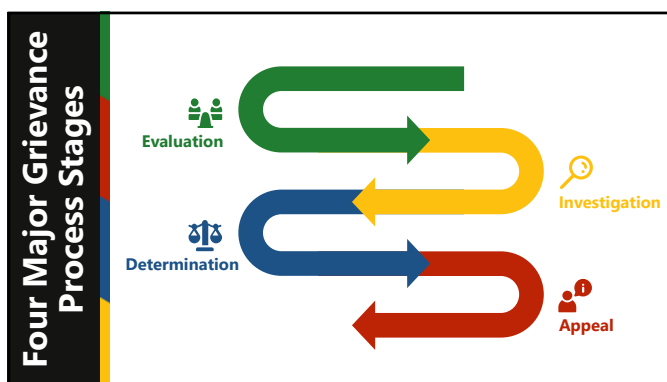 Four Major Grievance
Process Stages
Evaluation
Investigation
Determination
Appeal